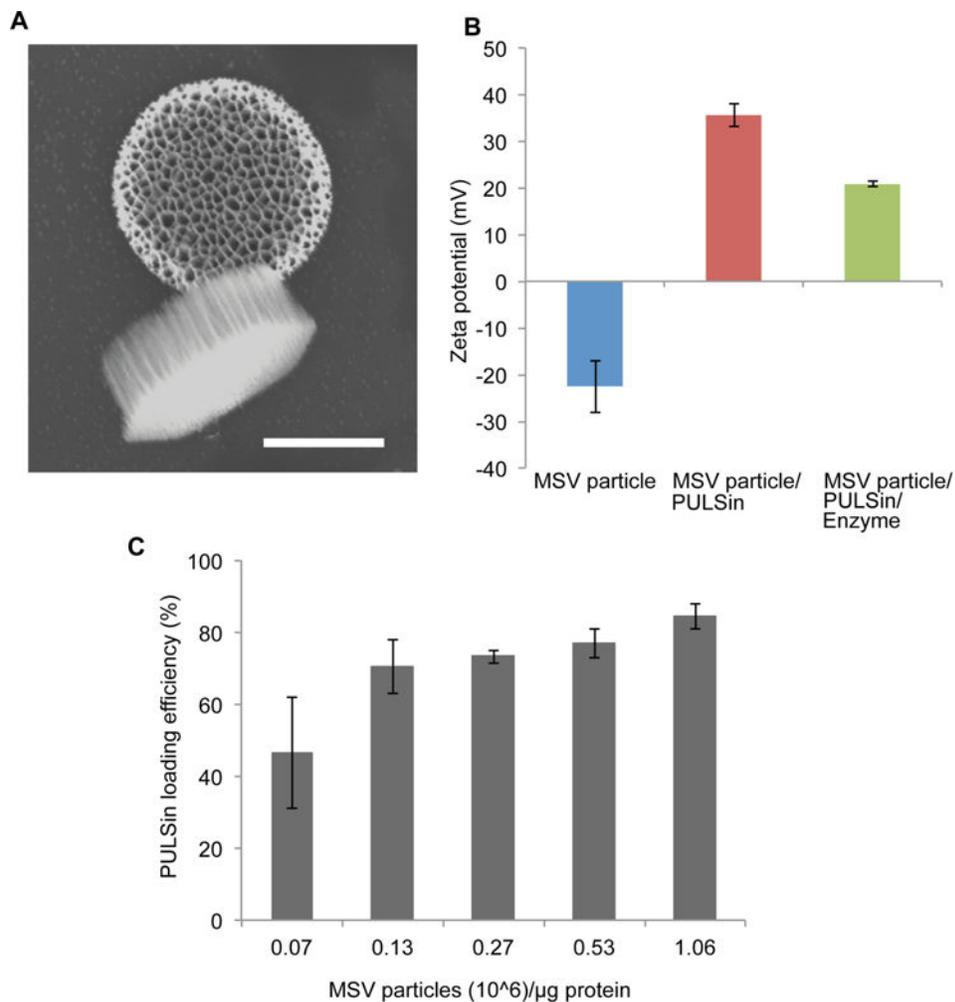 A
B
50
40
30
20
10
0
-10
-20
-30
-40
Zeta potential (mV)
MSV particle
MSV particle/
PULSin
MSV particle/
PULSin/
Enzyme
C
100
80
60
40
20
0
PULSin loading efficiency (%)
0.07 0.13 0.27 0.53 1.06
MSV particles (10^6)/μg protein